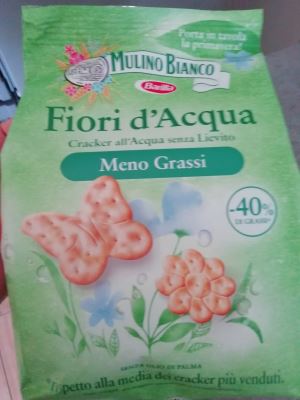 Porta in tavola
la primavera!
MULINO BIANCO
Barilla
Fiori d'Acqua
Cracker all'Acqua senza Lievito
Meno Grassi
-40%
DI GRASSI*
SENZA OLIO DI PALMA
*Rispetto alla media dei cracker più venduti.